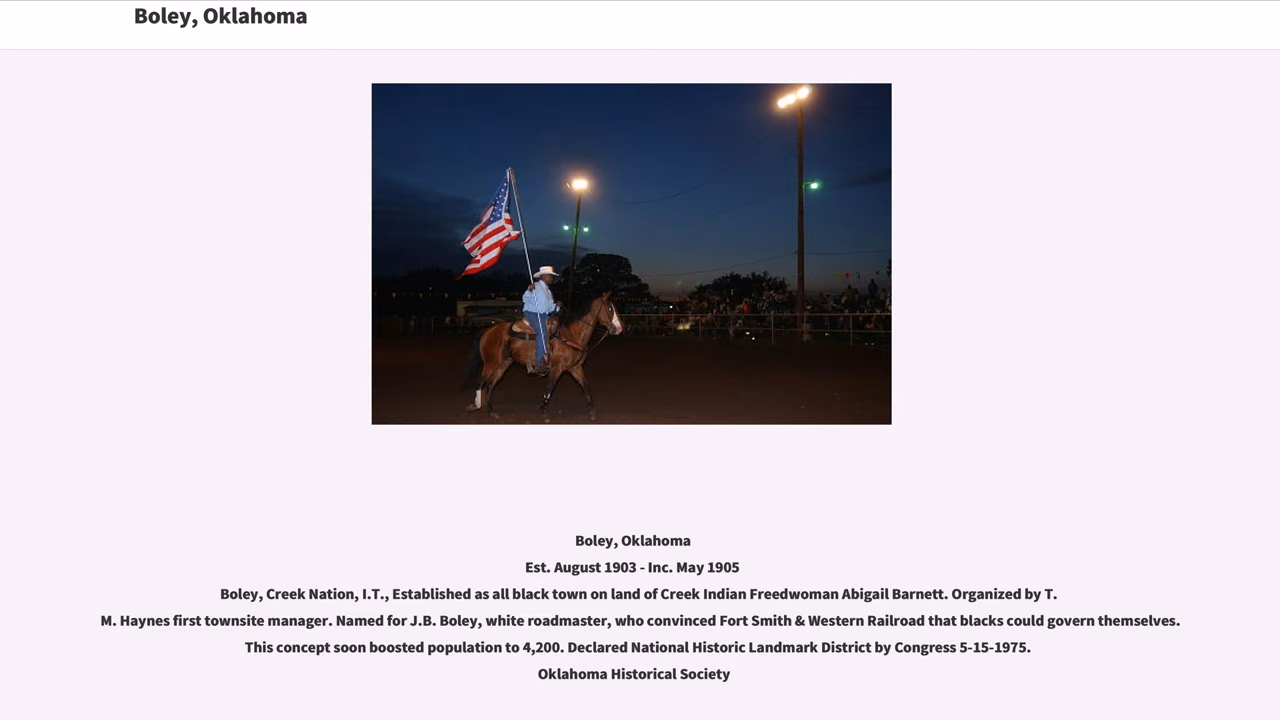 Boley, Oklahoma
Boley, Oklahoma
Est. August 1903 - Inc. May 1905
Boley, Creek Nation, I.T., Established as all black town on land of Creek Indian Freedwoman Abigail Barnett. Organized by T.
M. Haynes first townsite manager. Named for J.B. Boley, white roadmaster, who convinced Fort Smith & Western Railroad that blacks could govern themselves.
This concept soon boosted population to 4,200. Declared National Historic Landmark District by Congress 5-15-1975.
Oklahoma Historical Society